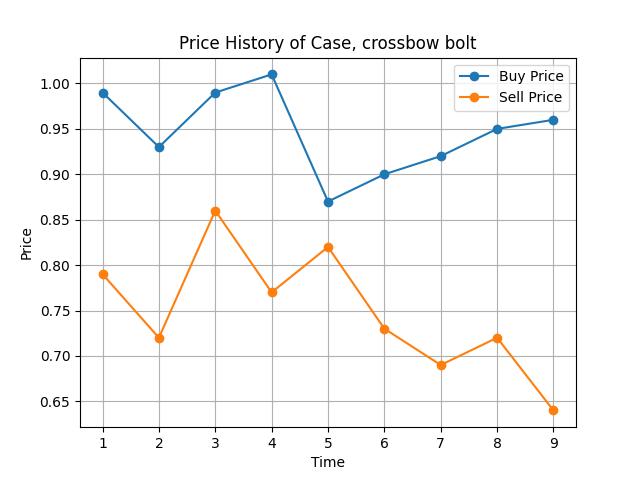 Price History of Case, crossbow bolt
Buy Price
Sell Price
1.00
0.95
0.90
0.85
0.80
0.75
0.70
0.65
Price
1 2 3 4 5 6 7 8 9
Time